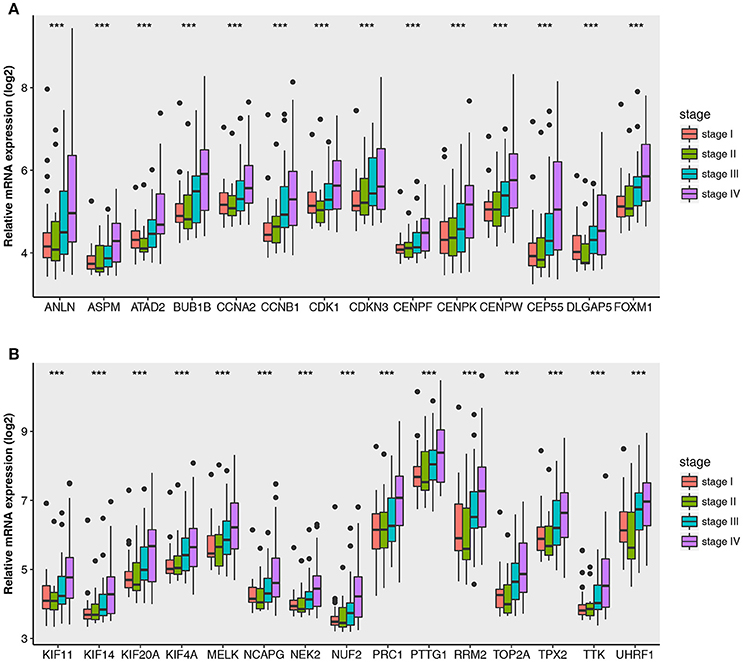 A
*** *** *** *** *** *** *** *** *** *** *** *** *** ***
Relative mRNA expression (log2)
8
6
4
ANLN ASPM ATAD2 BUB1B CCNA2 CCNB1 CDK1 CDKN3 CENPF CENPK CENPW CEP55 DLGAP5 FOXM1
stage
stage I
stage II
stage III
stage IV
B
*** *** *** *** *** *** *** *** *** *** *** *** *** *** ***
Relative mRNA expression (log2)
9
7
5
3
KIF11 KIF14 KIF20A KIF4A MELK NCAPG NEK2 NUF2 PRC1 PTTG1 RRM2 TOP2A TPX2 TTK UHRF1
stage
stage I
stage II
stage III
stage IV